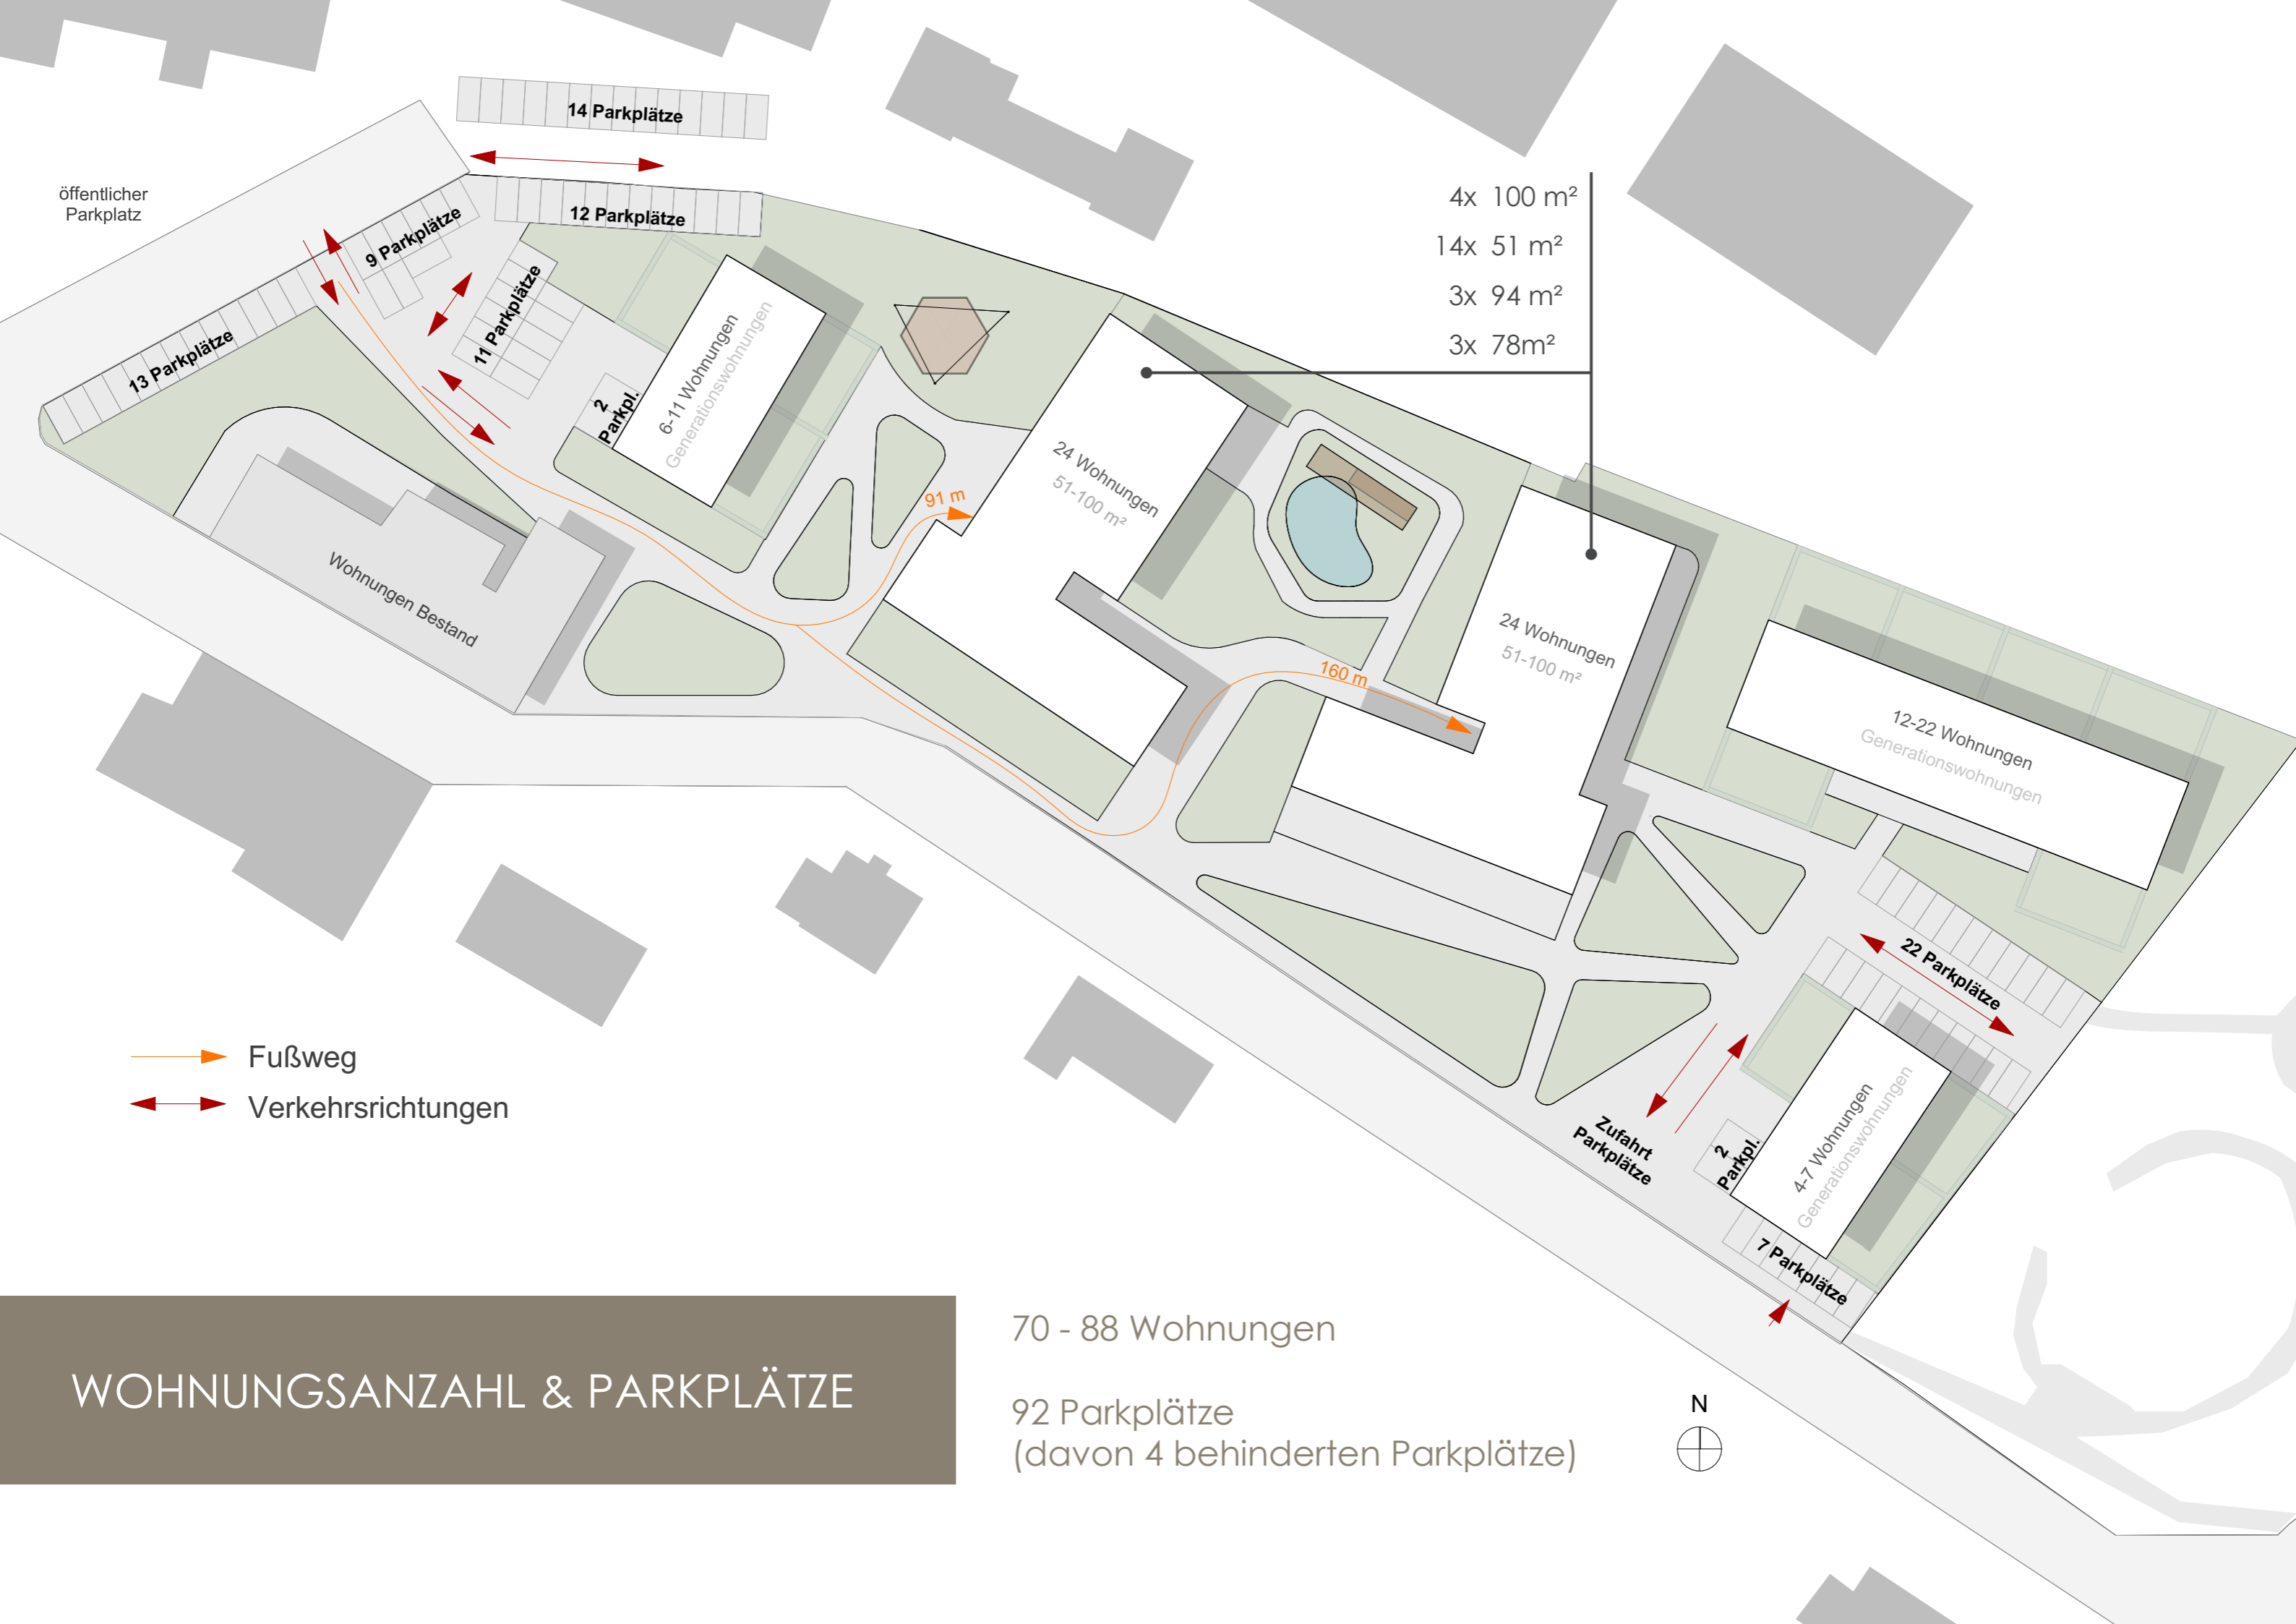 14 Parkplätze
öffentlicher
Parkplatz
12 Parkplätze
9 Parkplätze
11 Parkplätze
13 Parkplätze
2
Parkpl.
6-11 Wohnungen
Generationswohnungen
4x 100 m²
14x 51 m²
3x 94 m²
3x 78m²
24 Wohnungen
51-100 m²
91 m
Wohnungen Bestand
24 Wohnungen
51-100 m²
160 m
12-22 Wohnungen
Generationswohnungen
22 Parkplätze
Zufahrt
Parkplätze
2
Parkpl.
4-7 Wohnungen
Generationswohnungen
7 Parkplätze
Fußweg
Verkehrsrichtungen
WOHNUNGSANZAHL & PARKPLÄTZE
70 - 88 Wohnungen
92 Parkplätze
(davon 4 behinderten Parkplätze)
N